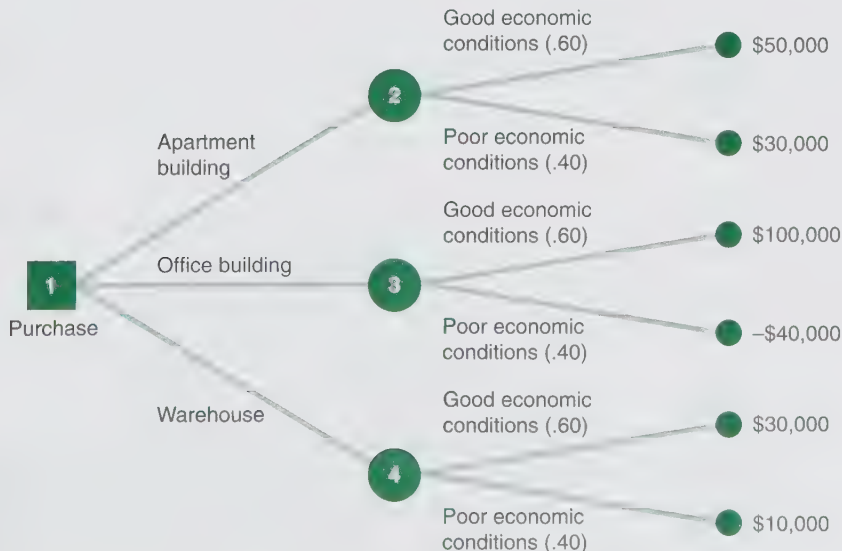 Good economic
conditions (.60)
$50,000
2
Apartment
building
Poor economic
conditions (.40)
$30,000
Good economic
conditions (.60)
$100,000
Office building
1
3
Purchase
Poor economic
conditions (.40)
–$40,000
Good economic
conditions (.60)
$30,000
Warehouse
4
Poor economic
conditions (.40)
$10,000